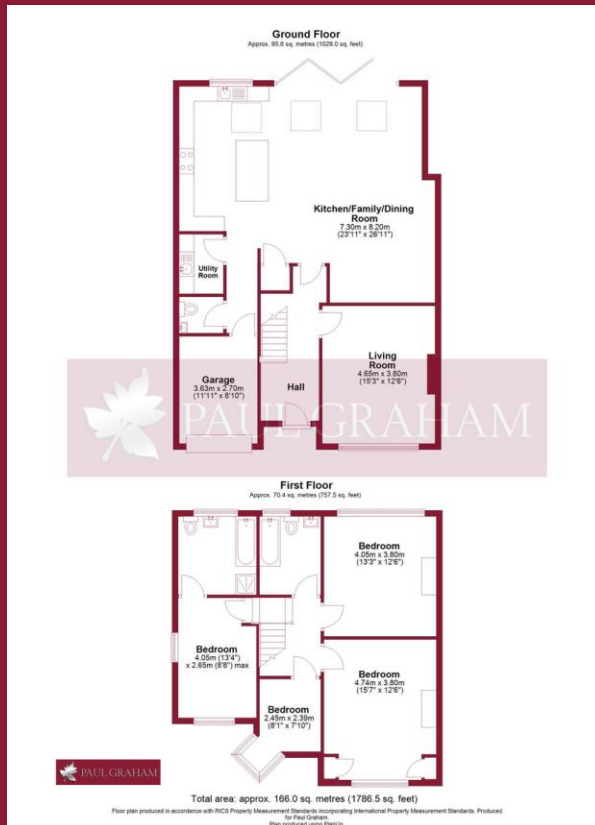 Ground Floor
Approx. 95.6 sq. metres (1029.0 sq. feet)
Kitchen/Family/Dining
Room
7.30m x 8.20m
(23'11" x 26'11")
Utility
Room
Living
Room
4.65m x 3.80m
(15'3" x 12'6")
Garage
3.63m x 2.70m
(11'11" x 8'10")
Hall
PAUL GRAHAM
First Floor
Approx. 70.4 sq. metres (757.5 sq. feet)
Bedroom
4.05m x 3.80m
(13'3" x 12'6")
Bedroom
4.05m (13'4")
x 2.65m (8'8") max
Bedroom
4.74m x 3.80m
(15'7" x 12'6")
Bedroom
2.45m x 2.39m
(8'1" x 7'10")
PAUL GRAHAM
Total area: approx. 166.0 sq. metres (1786.5 sq. feet)
Floor plan produced in accordance with RICS Property Measurement Standards incorporating International Property Measurement Standards. Produced
for Paul Graham.
Plan produced using PlanUp.